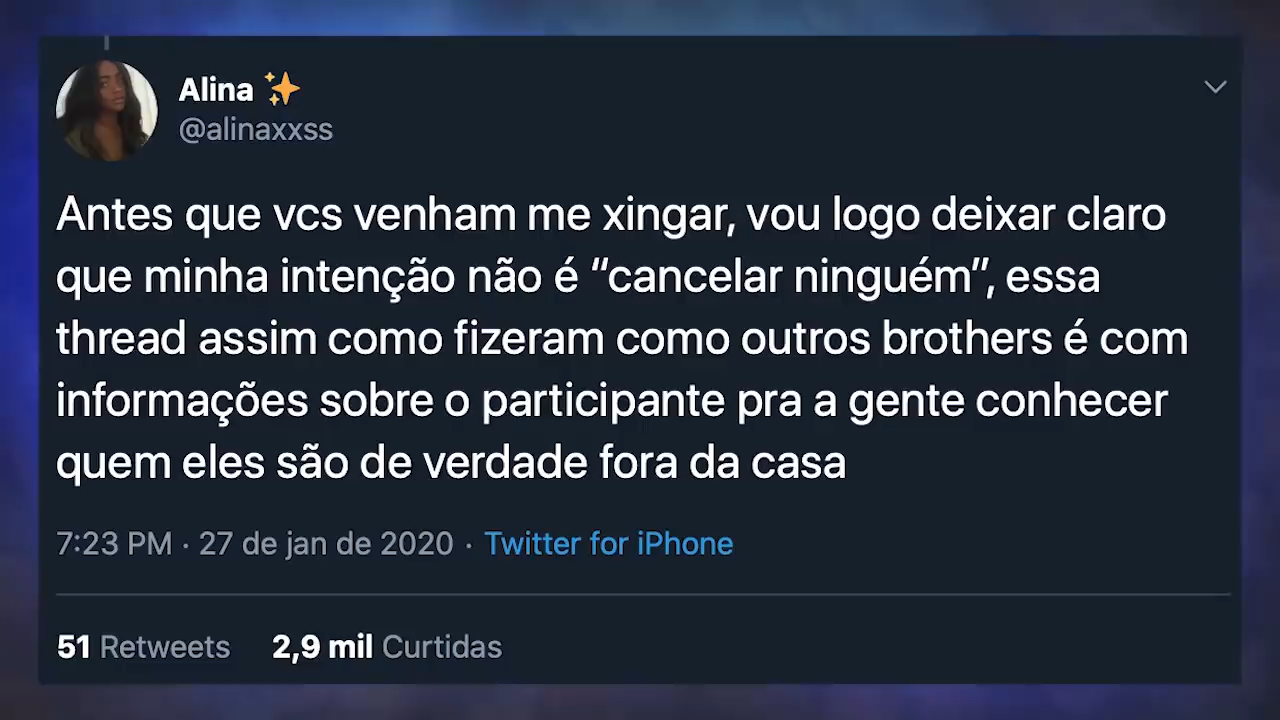 Alina ✨
@alinaxxss
Antes que vcs venham me xingar, vou logo deixar claro
que minha intenção não é “cancelar ninguém”, essa
thread assim como fizeram como outros brothers é com
informações sobre o participante pra a gente conhecer
quem eles são de verdade fora da casa
7:23 PM · 27 de jan de 2020 · Twitter for iPhone
51 Retweets 2,9 mil Curtidas